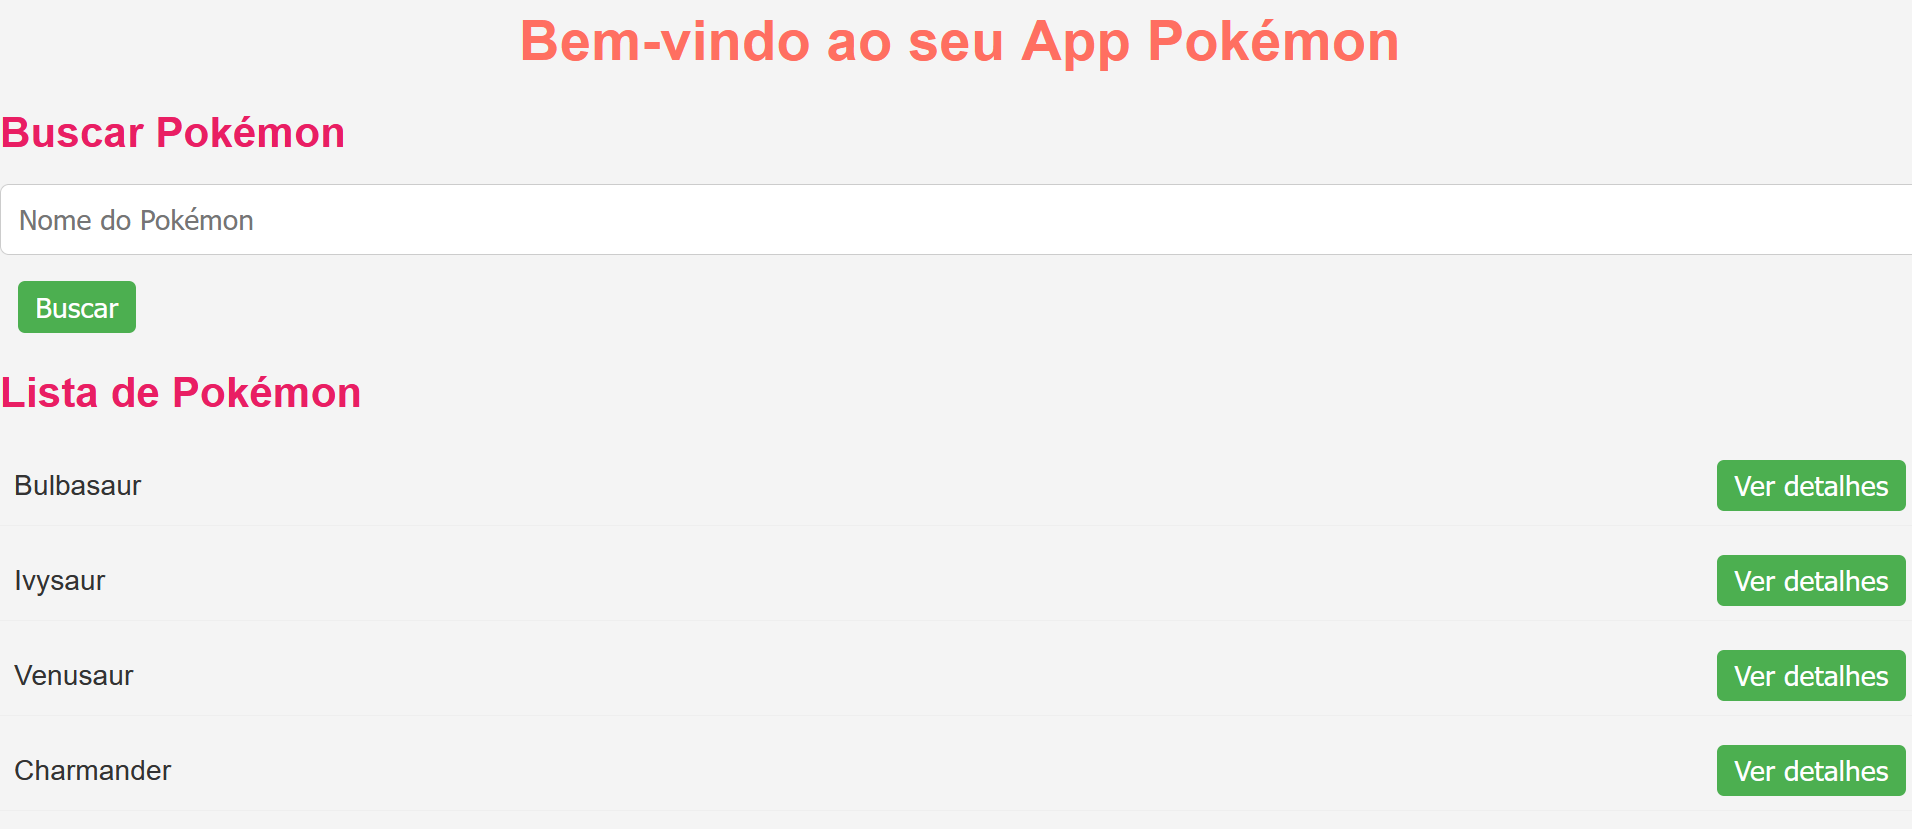 Bem-vindo ao seu App Pokémon
Buscar Pokémon
Nome do Pokémon
Buscar
Lista de Pokémon
Bulbasaur
Ver detalhes
Ivysaur
Ver detalhes
Venusaur
Ver detalhes
Charmander
Ver detalhes